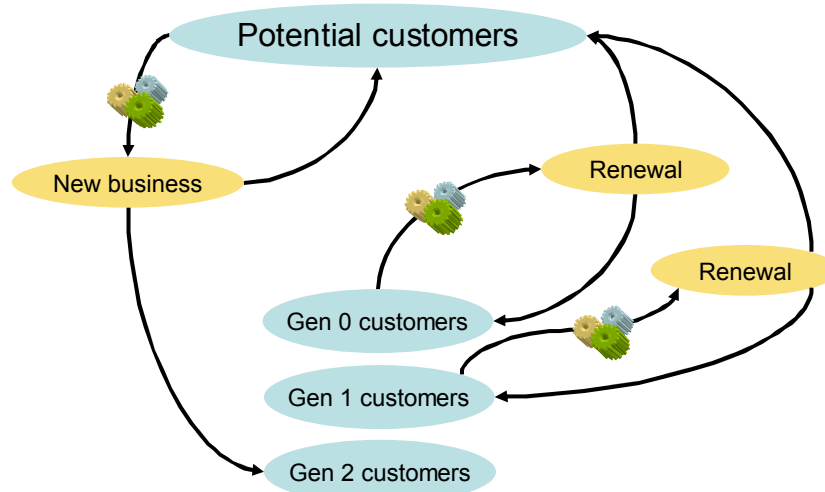 Potential customers
New business
Renewal
Renewal
Gen 0 customers
Gen 1 customers
Gen 2 customers